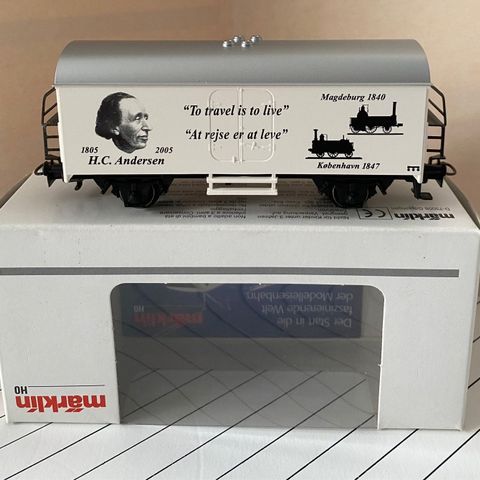 "To travel is to live"
"At rejse er at leve"
1805 2005
H.C. Andersen
Magdeburg 1840
København 1847
märklin
Der Start in die
faszinierende Welt
der Modelleisenbahn
märklin
märklin
HO